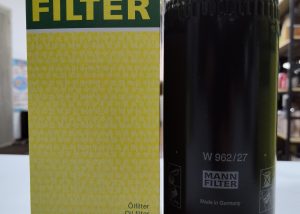 FILTER
Ölfilter
Oil filter
W 962/27
MANN
FILTER
Made in Germany